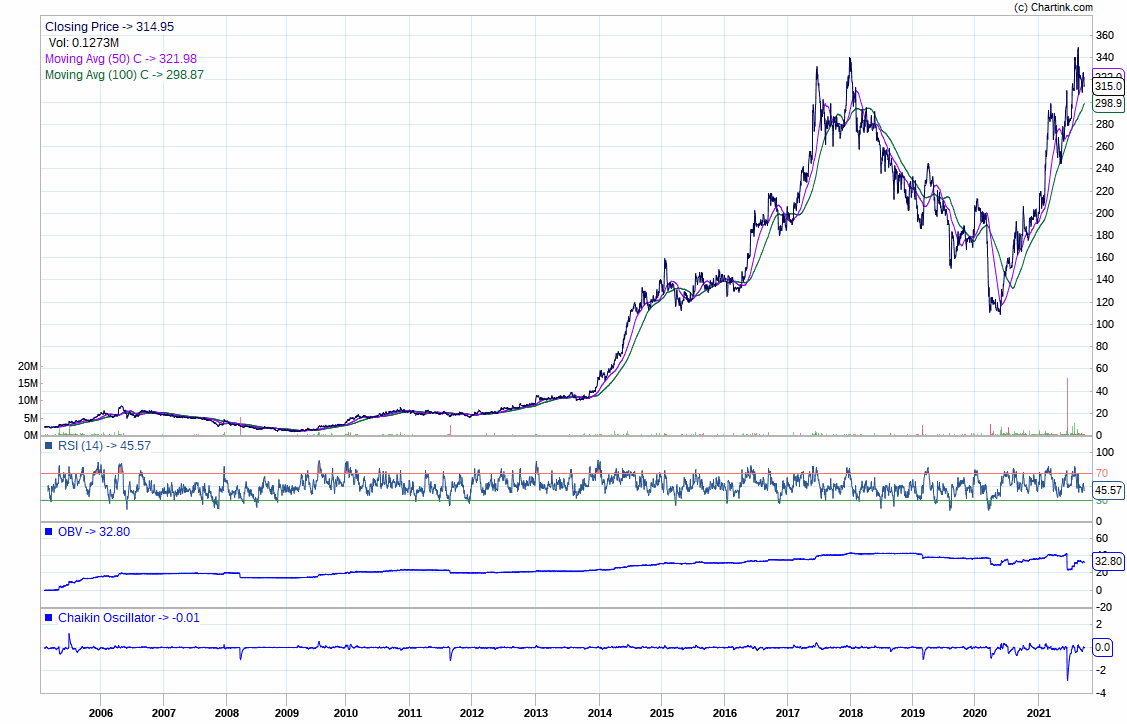 (c) Chartink.com
Closing Price -> 314.95
Vol: 0.1273M
Moving Avg (50) C -> 321.98
Moving Avg (100) C -> 298.87
360
340
315.0
298.9
280
260
240
220
200
180
160
140
120
100
80
60
40
20
0
20M
15M
10M
5M
0M
RSI (14) -> 45.57
100
70
45.57
30
0
OBV -> 32.80
60
32.80
20
0
-20
Chaikin Oscillator -> -0.01
2
0.0
-2
-4
2006 2007 2008 2009 2010 2011 2012 2013 2014 2015 2016 2017 2018 2019 2020 2021